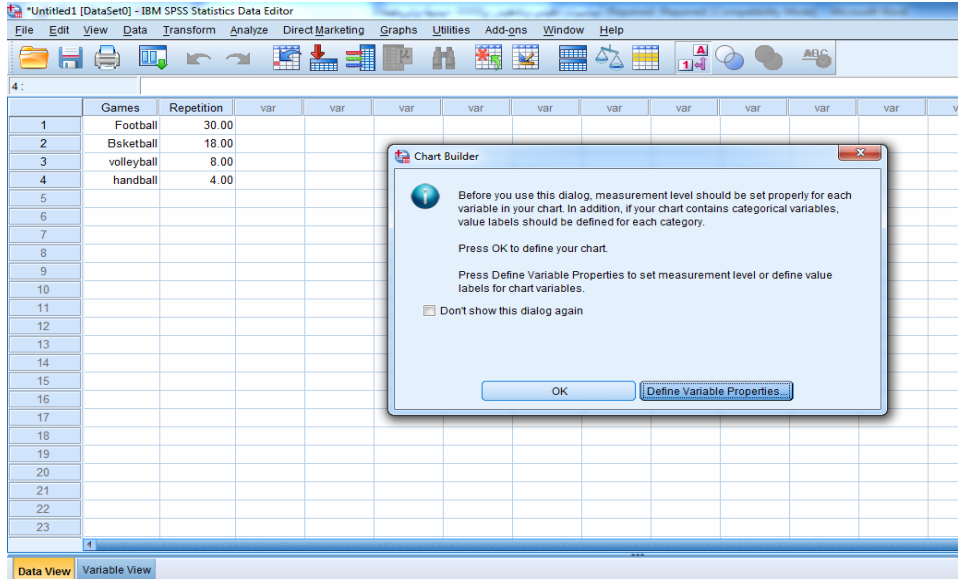 *Untitled1 [DataSet0] - IBM SPSS Statistics Data Editor
File Edit View Data Transform Analyze Direct Marketing Graphs Utilities Add-ons Window Help
A
1
ABC
4 :
Games Repetition var var var var var var var var var var
1 Football 30.00
2 Bsketball 18.00
3 volleyball 8.00
4 handball 4.00
5
6
7
8
9
10
11
12
13
14
15
16
17
18
19
20
21
22
23
Chart Builder
Before you use this dialog, measurement level should be set properly for each
variable in your chart. In addition, if your chart contains categorical variables,
value labels should be defined for each category.
Press OK to define your chart.
Press Define Variable Properties to set measurement level or define value
labels for chart variables.
Don't show this dialog again
OK Define Variable Properties...
Data View Variable View